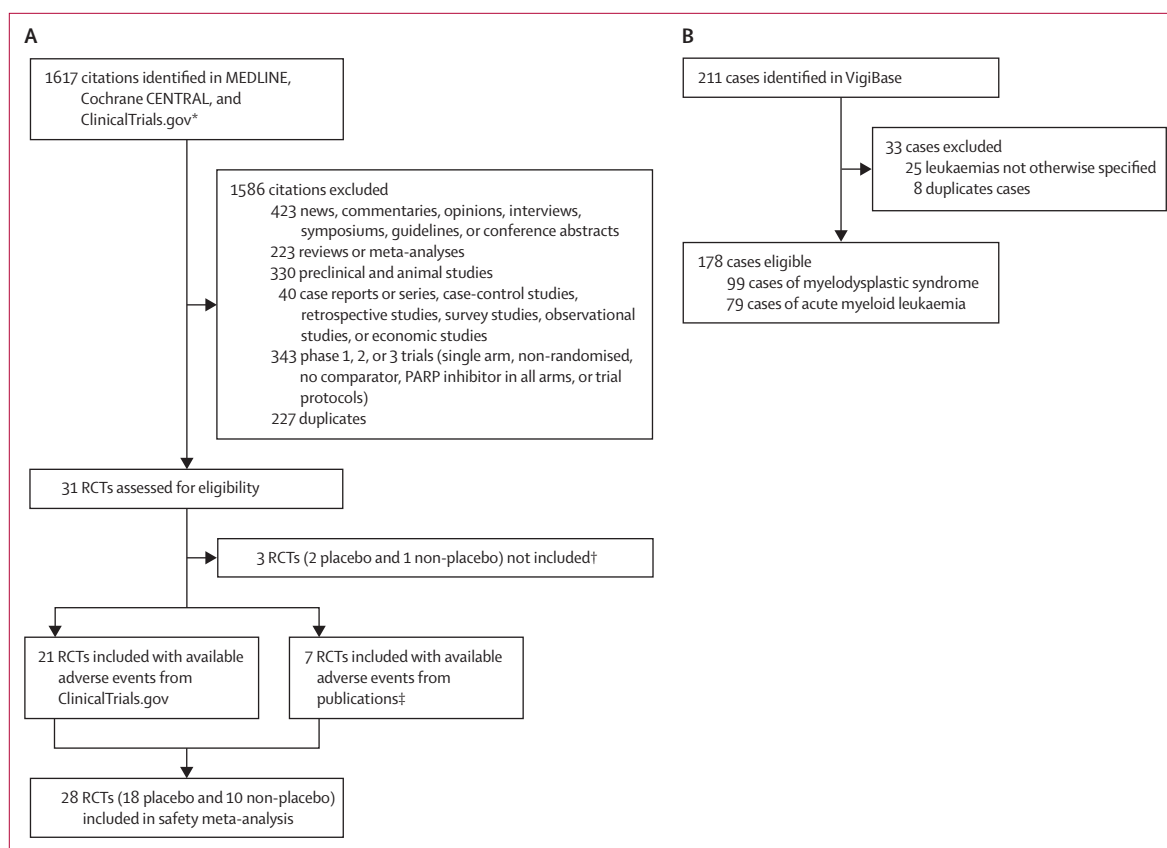 A
1617 citations identified in MEDLINE,
Cochrane CENTRAL, and
ClinicalTrials.gov*
1586 citations excluded
423 news, commentaries, opinions, interviews,
symposiums, guidelines, or conference abstracts
223 reviews or meta-analyses
330 preclinical and animal studies
40 case reports or series, case-control studies,
retrospective studies, survey studies, observational
studies, or economic studies
343 phase 1, 2, or 3 trials (single arm, non-randomised,
no comparator, PARP inhibitor in all arms, or trial
protocols)
227 duplicates
31 RCTs assessed for eligibility
3 RCTs (2 placebo and 1 non-placebo) not included†
21 RCTs included with available
adverse events from
ClinicalTrials.gov
7 RCTs included with available
adverse events from
publications‡
28 RCTs (18 placebo and 10 non-placebo)
included in safety meta-analysis
B
211 cases identified in VigiBase
33 cases excluded
25 leukaemias not otherwise specified
8 duplicates cases
178 cases eligible
99 cases of myelodysplastic syndrome
79 cases of acute myeloid leukaemia